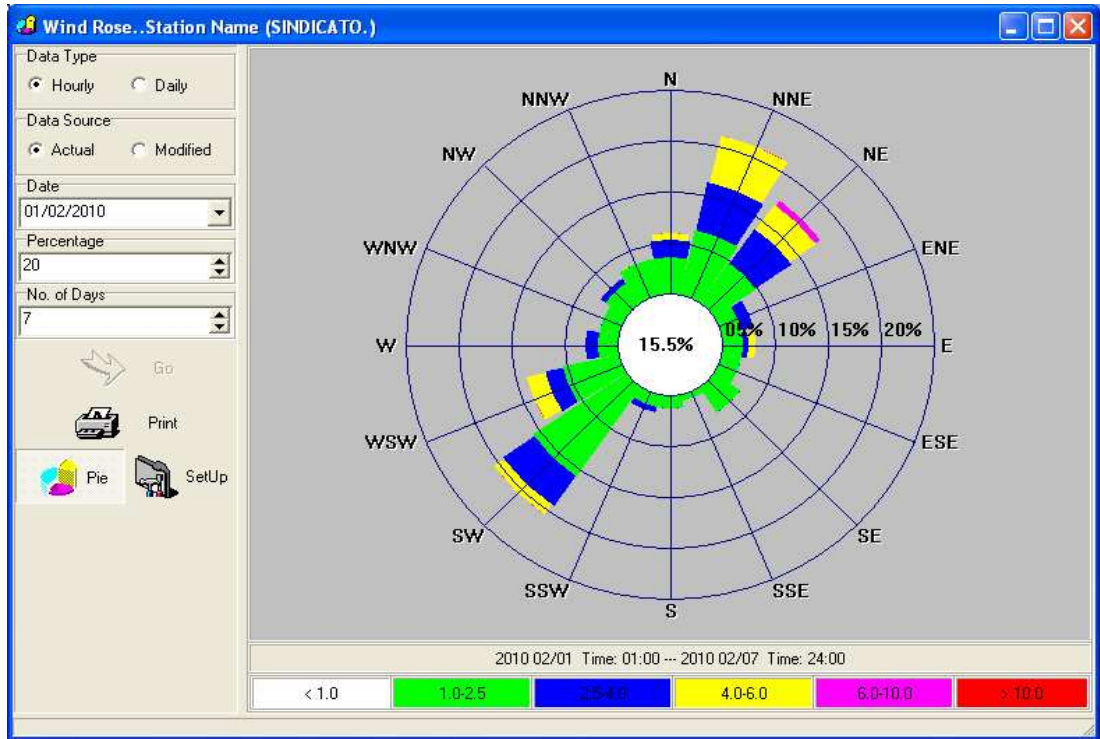 Wind Rose..Station Name (SINDICATO.)
Data Type
Hourly Daily
Data Source
Actual Modified
Date
01/02/2010
Percentage
20
No. of Days
7
Go
Print
Pie SetUp
N
NNW NNE
NW NE
WNW ENE
W 15.5% 05% 10% 15% 20% E
WSW ESE
SW SE
SSW SSE
S
2010 02/01 Time: 01:00 --- 2010 02/07 Time: 24:00
< 1.0 1.0-2.5 2.5-4.0 4.0-6.0 6.0-10.0 > 10.0